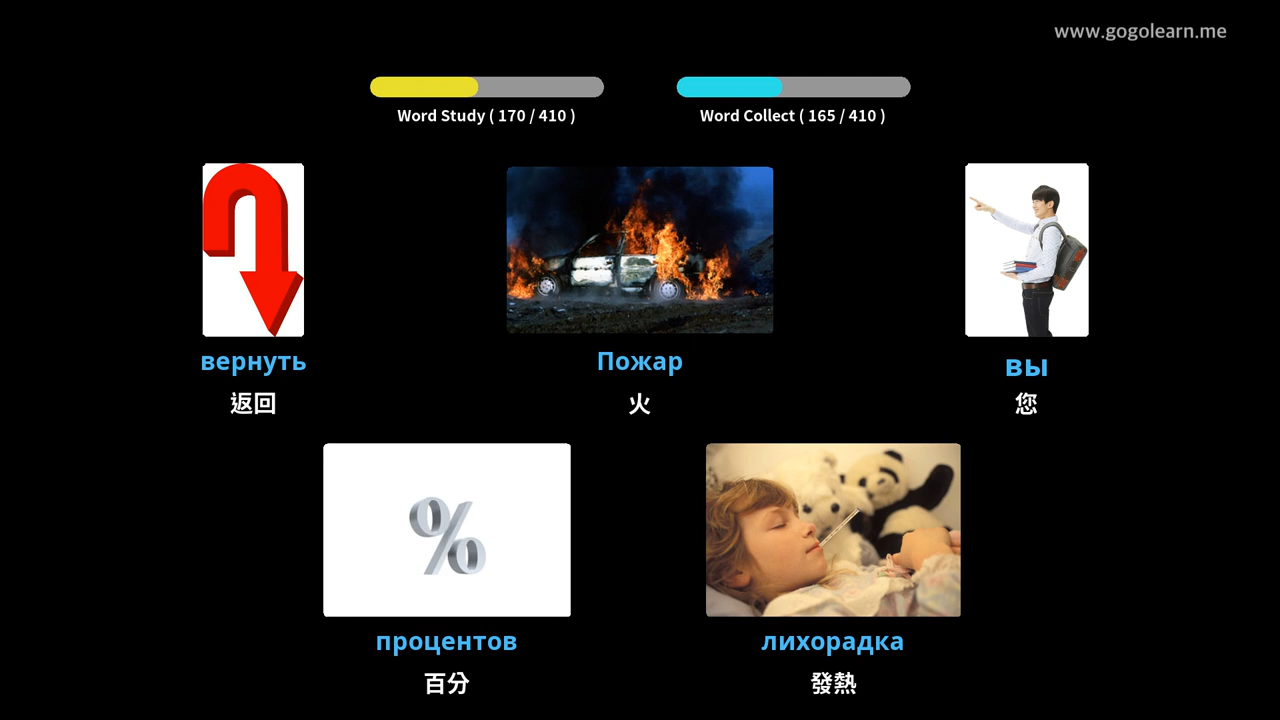 www.gogolearn.me
Word Study ( 170 / 410 )
Word Collect ( 165 / 410 )
вернуть
Пожар
вы
返回
火
您
%
процентов
лихорадка
百分
發熱